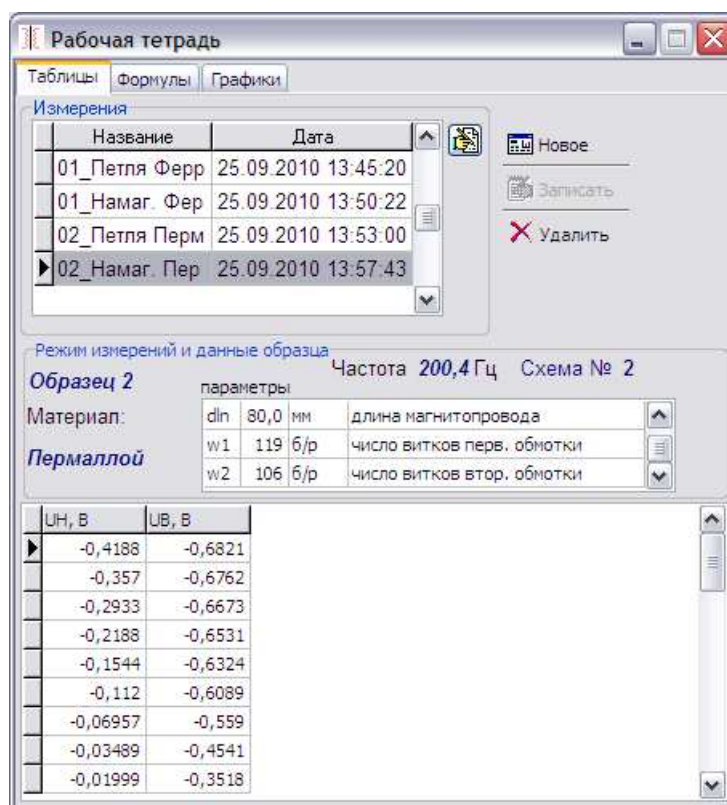 Рабочая тетрадь
Таблицы Формулы Графики
Измерения
Название Дата
01_Петля Ферр 25.09.2010 13:45:20
01_Намаг. Фер 25.09.2010 13:50:22
02_Петля Перм 25.09.2010 13:53:00
02_Намаг. Пер 25.09.2010 13:57:43
Новое
Записать
Удалить
Режим измерений и данные образца
Частота 200,4 Гц Схема № 2
Образец 2
параметры
Материал:
Пермаллой
dln 80,0 мм длина магнитопровода
w1 119 б/р число витков перв. обмотки
w2 106 б/р число витков втор. обмотки
UH, В UB, В
-0,4188 -0,6821
-0,357 -0,6762
-0,2933 -0,6673
-0,2188 -0,6531
-0,1544 -0,6324
-0,112 -0,6089
-0,06957 -0,559
-0,03489 -0,4541
-0,01999 -0,3518